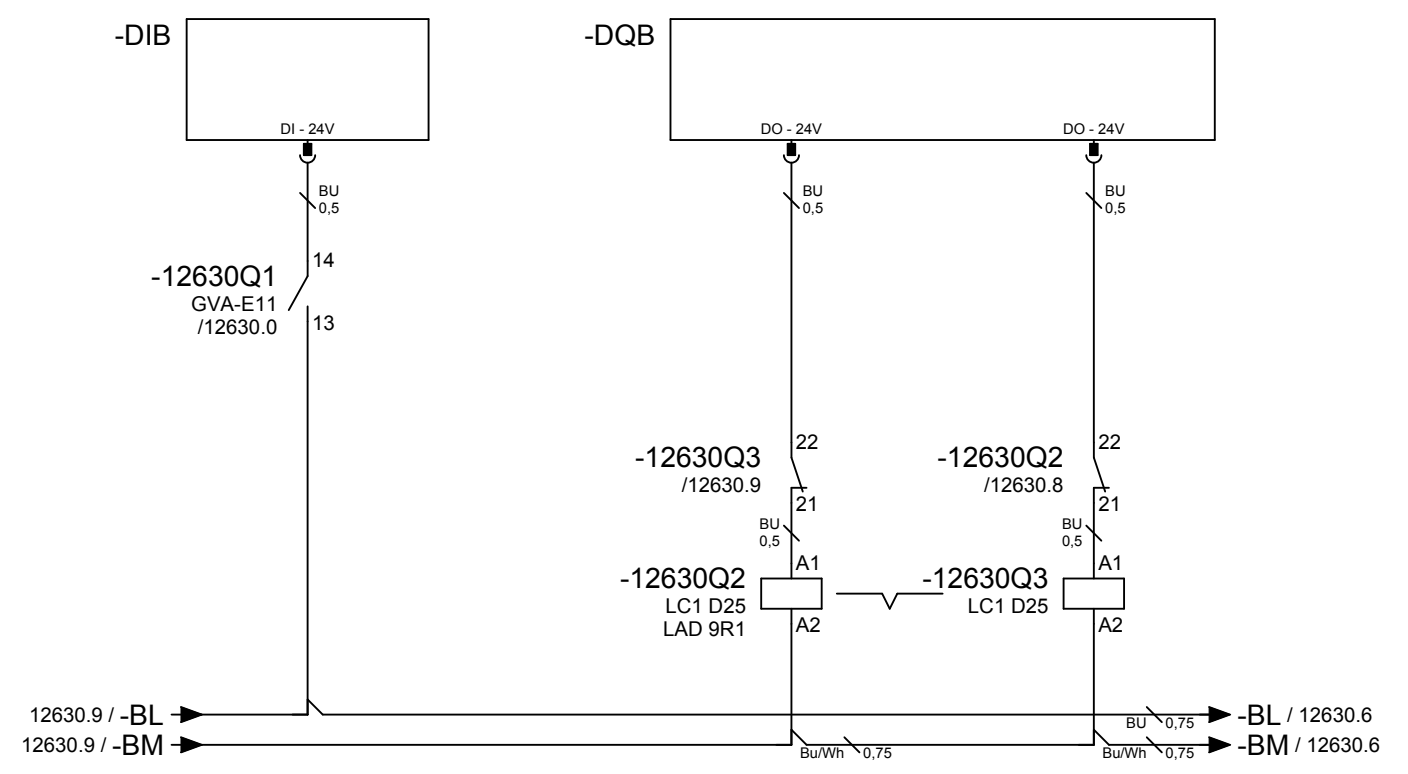 -DIB
DI - 24V
BU
0,5
14
-12630Q1
GVA-E11
/12630.0
13
-DQB
DO - 24V
DO - 24V
BU
0,5
BU
0,5
22
-12630Q3
/12630.9
21
BU
0,5
A1
-12630Q2
LC1 D25
LAD 9R1
A2
22
-12630Q2
/12630.8
21
BU
0,5
A1
-12630Q3
LC1 D25
A2
12630.9 / -BL
BU 0,75
-BL / 12630.6
12630.9 / -BM
Bu/Wh 0,75
Bu/Wh 0,75
-BM / 12630.6